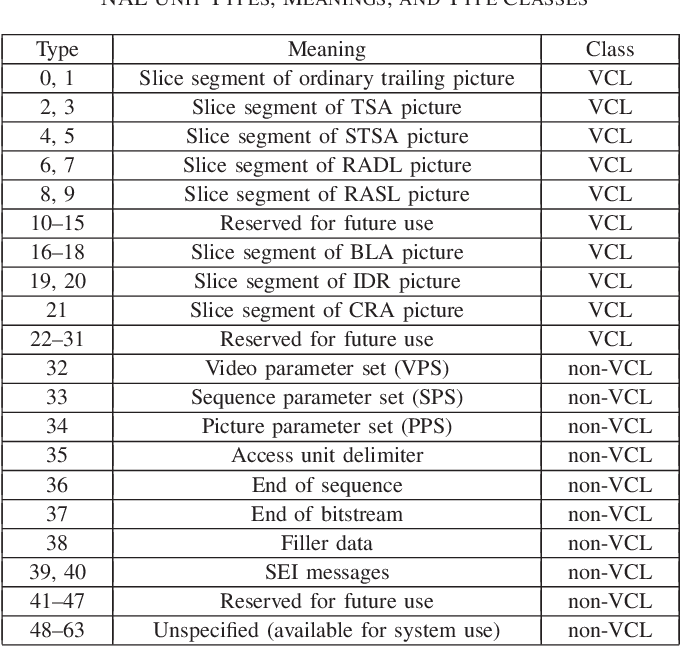 NAL UNIT TYPES, MEANINGS, AND TYPE CLASSES
Type Meaning Class
0, 1 Slice segment of ordinary trailing picture VCL
2, 3 Slice segment of TSA picture VCL
4, 5 Slice segment of STSA picture VCL
6, 7 Slice segment of RADL picture VCL
8, 9 Slice segment of RASL picture VCL
10–15 Reserved for future use VCL
16–18 Slice segment of BLA picture VCL
19, 20 Slice segment of IDR picture VCL
21 Slice segment of CRA picture VCL
22–31 Reserved for future use VCL
32 Video parameter set (VPS) non-VCL
33 Sequence parameter set (SPS) non-VCL
34 Picture parameter set (PPS) non-VCL
35 Access unit delimiter non-VCL
36 End of sequence non-VCL
37 End of bitstream non-VCL
38 Filler data non-VCL
39, 40 SEI messages non-VCL
41–47 Reserved for future use non-VCL
48–63 Unspecified (available for system use) non-VCL